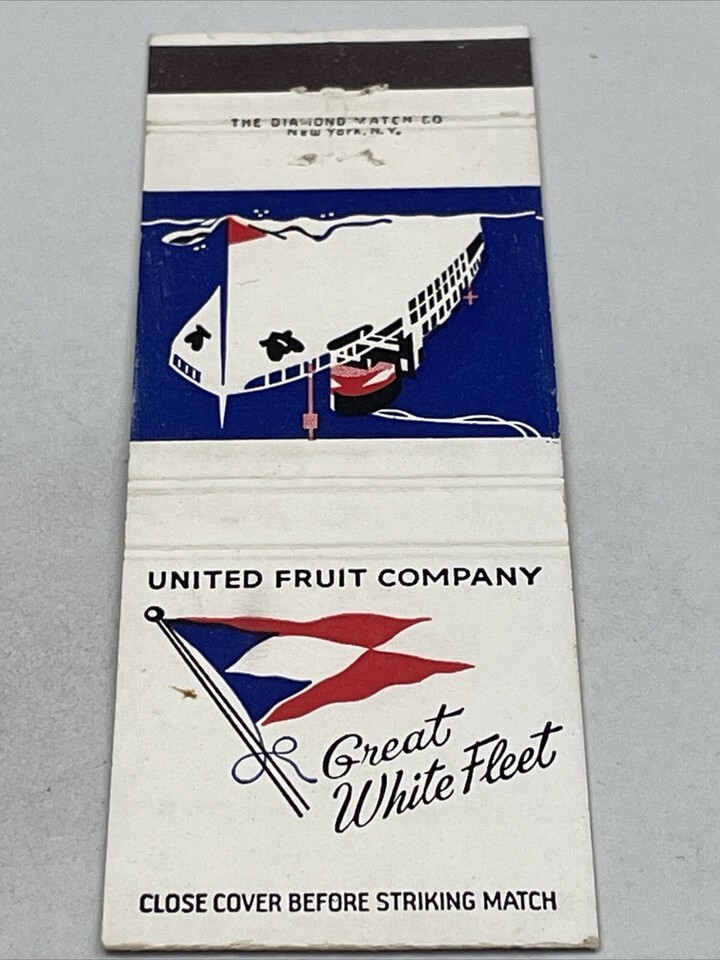 THE DIAMOND MATCH CO
NEW YORK, N.Y.
UNITED FRUIT COMPANY
Great
White Fleet
CLOSE COVER BEFORE STRIKING MATCH